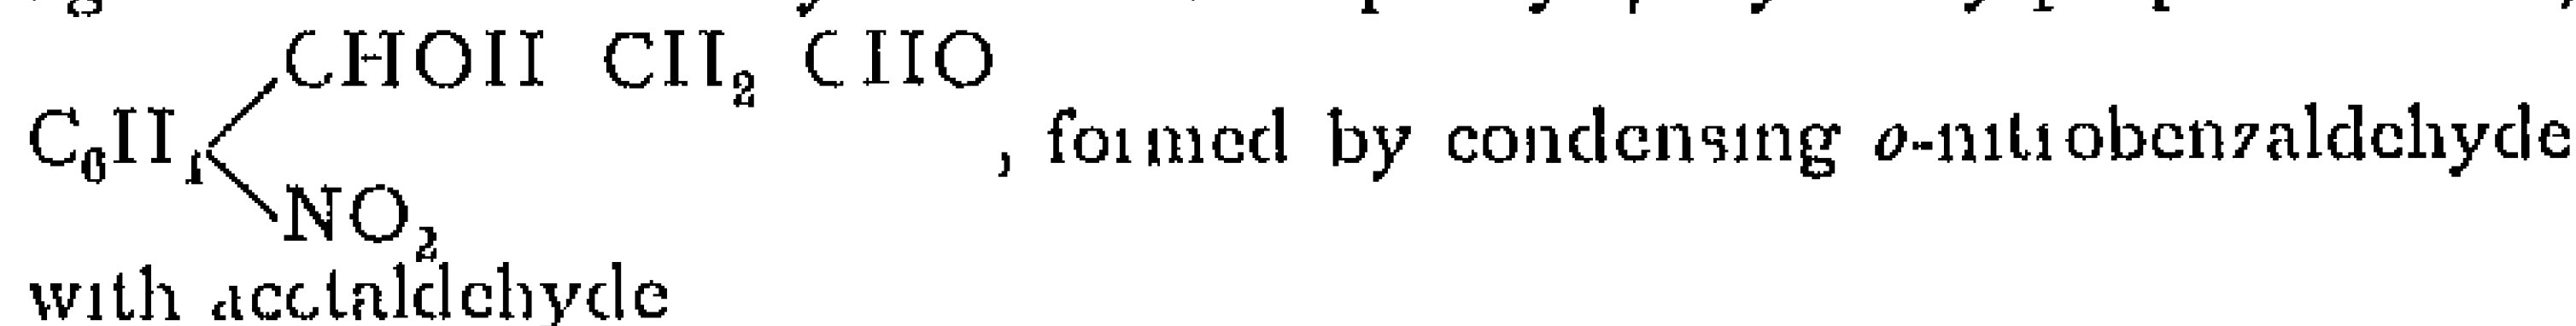 CHOH CH₂ CHO
C₆H₄
, formed by condensing o-nitrobenzaldehyde
NO₂
with acetaldehyde